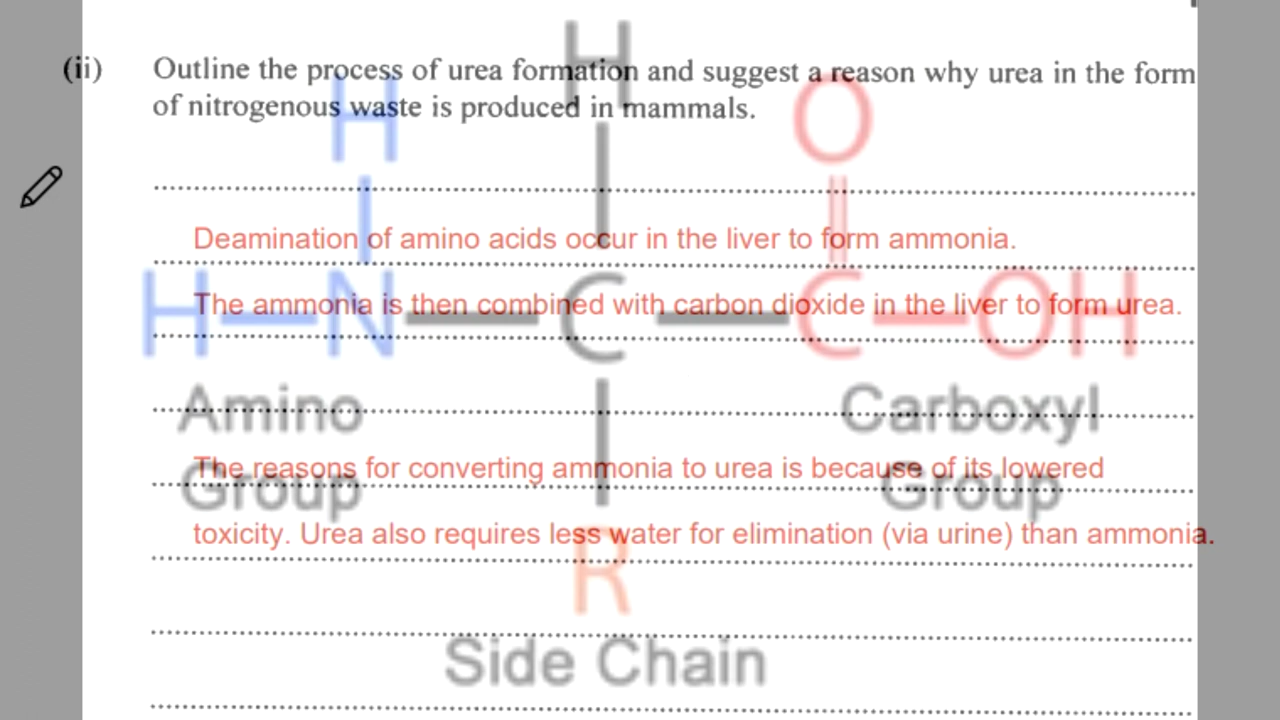 (ii) Outline the process of urea formation and suggest a reason why urea in the form
of nitrogenous waste is produced in mammals.
H
H
O
Deamination of amino acids occur in the liver to form ammonia.
The ammonia is then combined with carbon dioxide in the liver to form urea.
H N C C OH
Amino
Group
Carboxyl
Group
The reasons for converting ammonia to urea is because of its lowered
toxicity. Urea also requires less water for elimination (via urine) than ammonia.
R
Side Chain